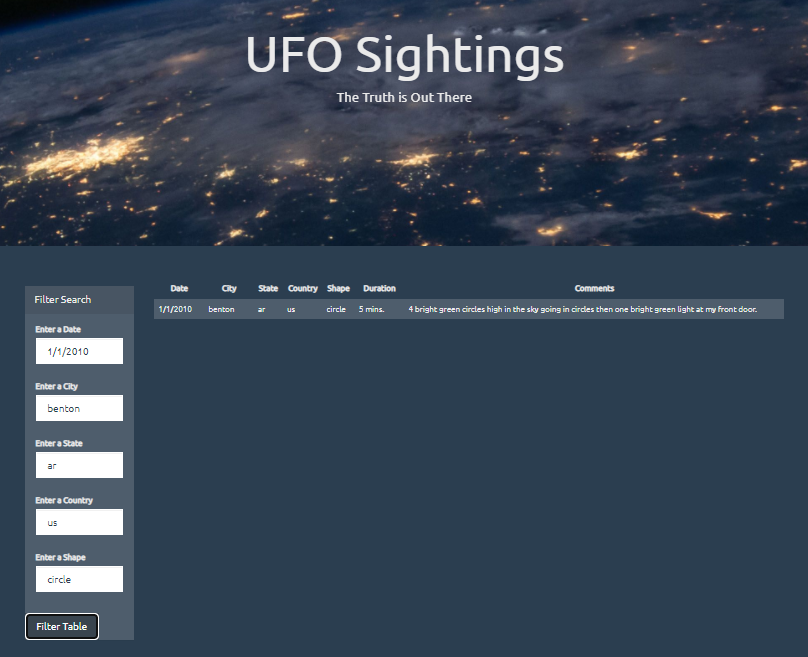 UFO Sightings
The Truth is Out There
Filter Search
Enter a Date
1/1/2010
Enter a City
benton
Enter a State
ar
Enter a Country
us
Enter a Shape
circle
Filter Table
Date City State Country Shape Duration Comments
1/1/2010 benton ar us circle 5 mins. 4 bright green circles high in the sky going in circles then one bright green light at my front door.